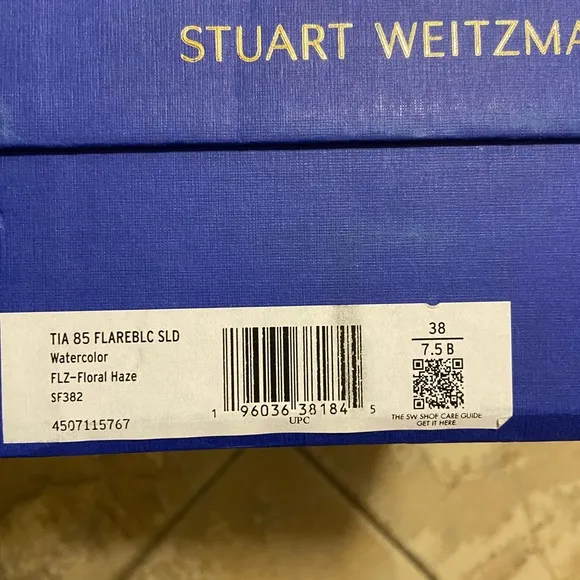 STUART WEITZMA
TIA 85 FLAREBLC SLD
Watercolor
FLZ-Floral Haze
SF382
4507115767
1 96036 38184 5
UPC
38
7.5 B
THE SW SHOE CARE GUIDE
GET IT HERE